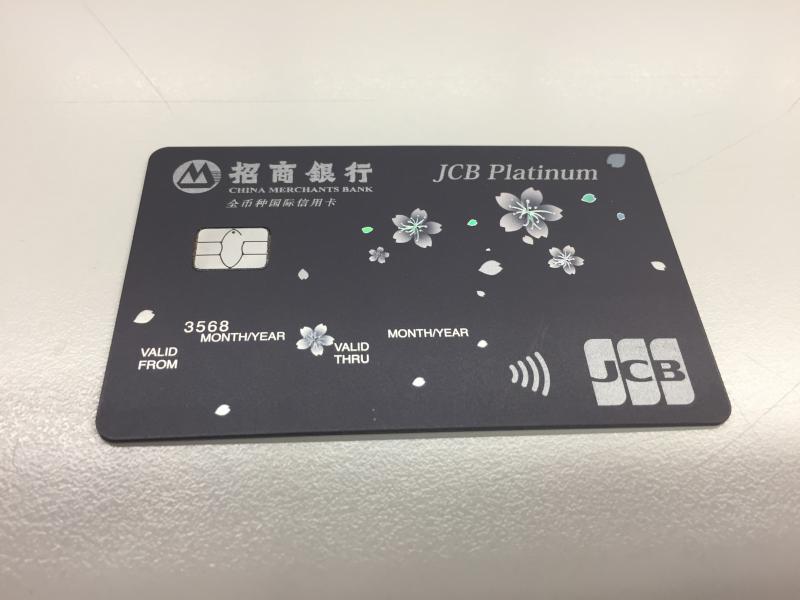 招商銀行
CHINA MERCHANTS BANK
全币种国际信用卡
JCB Platinum
3568
MONTH/YEAR
MONTH/YEAR
VALID
FROM
VALID
THRU
JCB